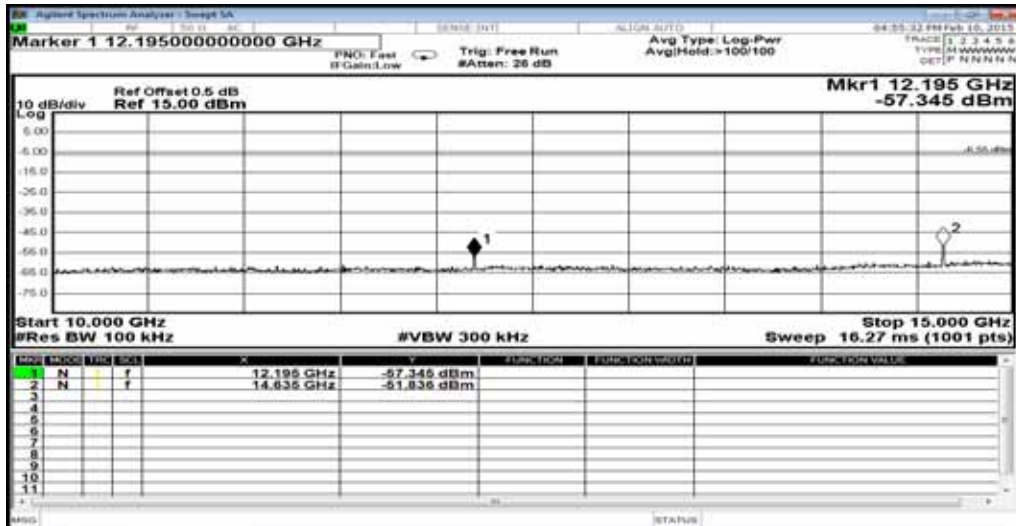 Agilent Spectrum Analyzer - Swept SA
RF 50 Ω AC SENSE:INT ALIGN AUTO 04:55:32 PM Feb 10, 2015
Marker 1 12.195000000000 GHz
PNO: Fast
IFGain:Low
Trig: Free Run
#Atten: 26 dB
Avg Type: Log-Pwr
Avg|Hold:>100/100
TRACE 1 2 3 4 5 6
TYPE M WWWWW
DET P N N N N N
Mkr1 12.195 GHz
-57.345 dBm
Ref Offset 0.5 dB
10 dB/div Ref 15.00 dBm
Log
5.00
-5.00
-15.0
-25.0
-35.0
-45.0
-55.0
-65.0
-75.0
1
2
Start 10.000 GHz
Stop 15.000 GHz
#Res BW 100 kHz
#VBW 300 kHz
Sweep 16.27 ms (1001 pts)
MKR MODE TRC SCL X Y FUNCTION FUNCTION WIDTH FUNCTION VALUE
1 N 1 f 12.195 GHz -57.345 dBm
2 N 1 f 14.635 GHz -51.836 dBm
3
4
5
6
7
8
9
10
11
MSG
STATUS